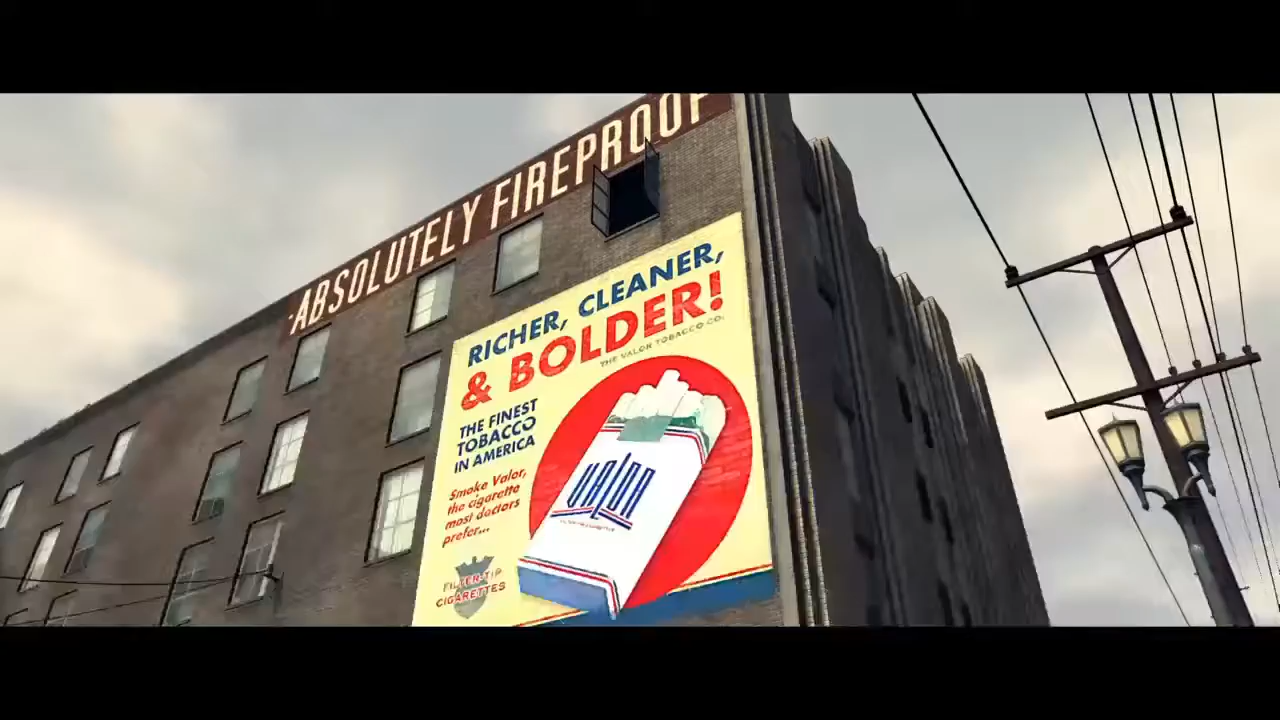 ABSOLUTELY FIREPROOF
RICHER, CLEANER,
& BOLDER!
THE VALOR TOBACCO CO.
THE FINEST
TOBACCO
IN AMERICA
Smoke Valor,
the cigarette
most doctors
prefer...
VALOR
FILTER-TIP
CIGARETTES